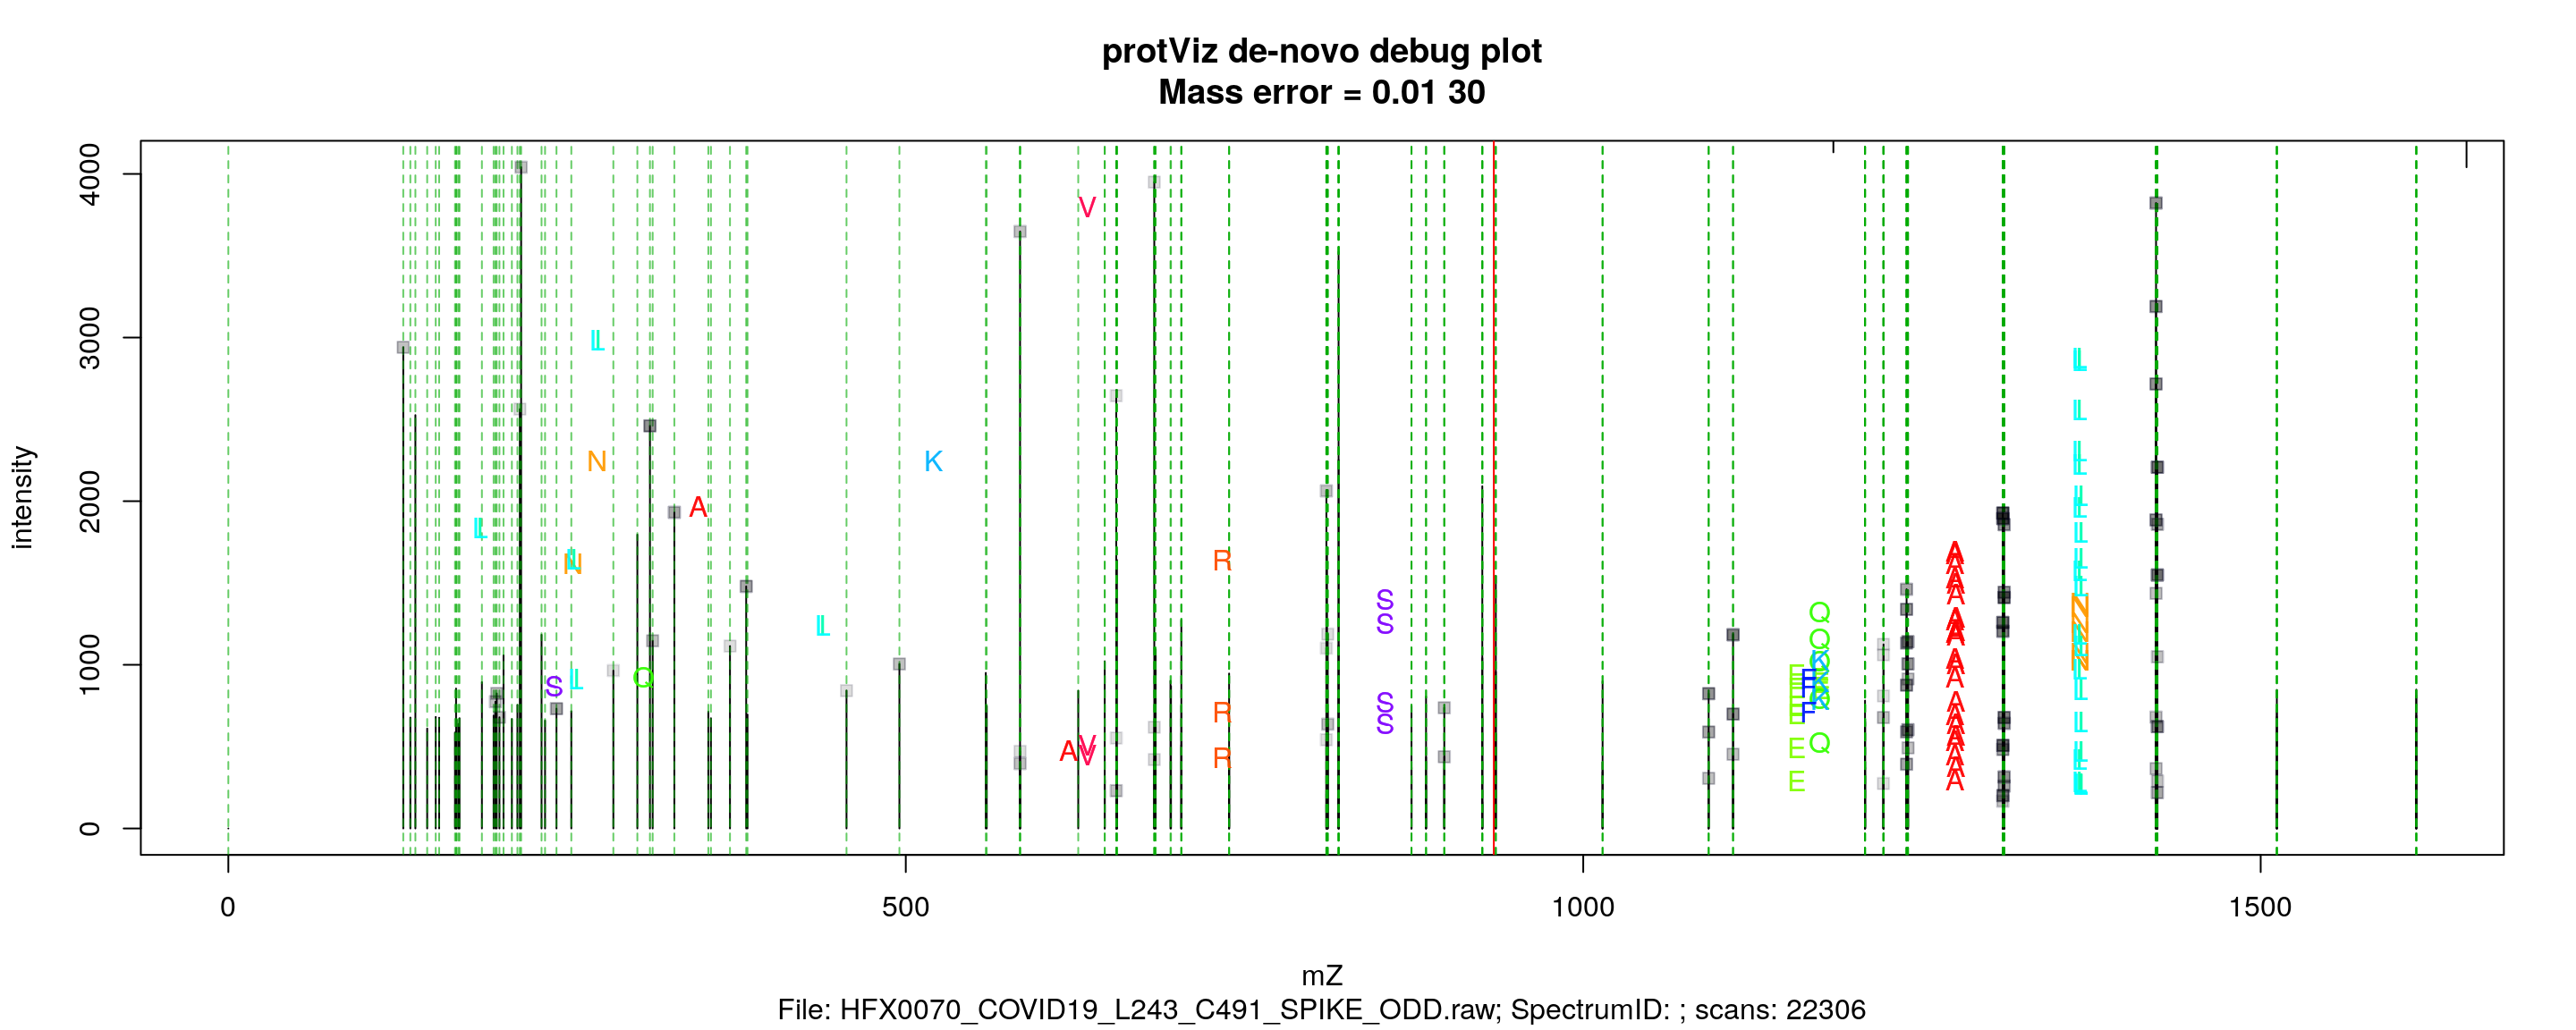 protViz de-novo debug plot
Mass error = 0.01 30
intensity
4000
3000
2000
1000
0
V
L
N
K
A
L
N L
R
S
S
L
S L
Q
A V
V
R
R
S
S
E
E
E
F
F
Q
Q
Q
K
K
Q
A
A
A
A
L
L
L
L
N
N
L
L
0 500 1000 1500
mZ
File: HFX0070_COVID19_L243_C491_SPIKE_ODD.raw; SpectrumID: ; scans: 22306